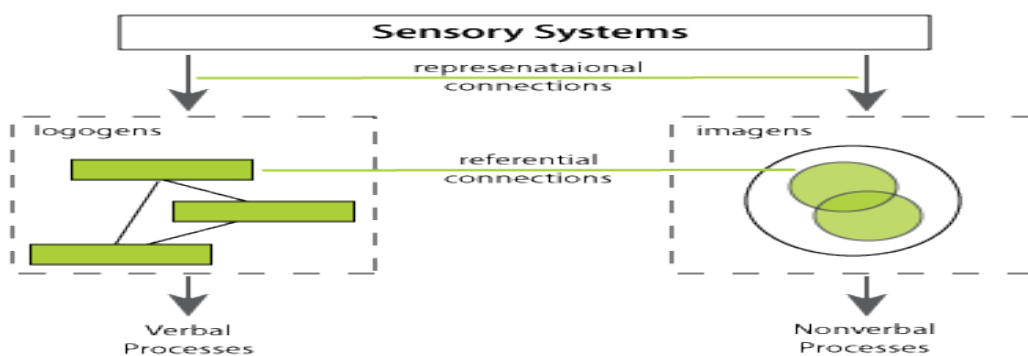 Sensory Systems
represenataional
connections
logogens
imagens
referential
connections
Verbal
Processes
Nonverbal
Processes